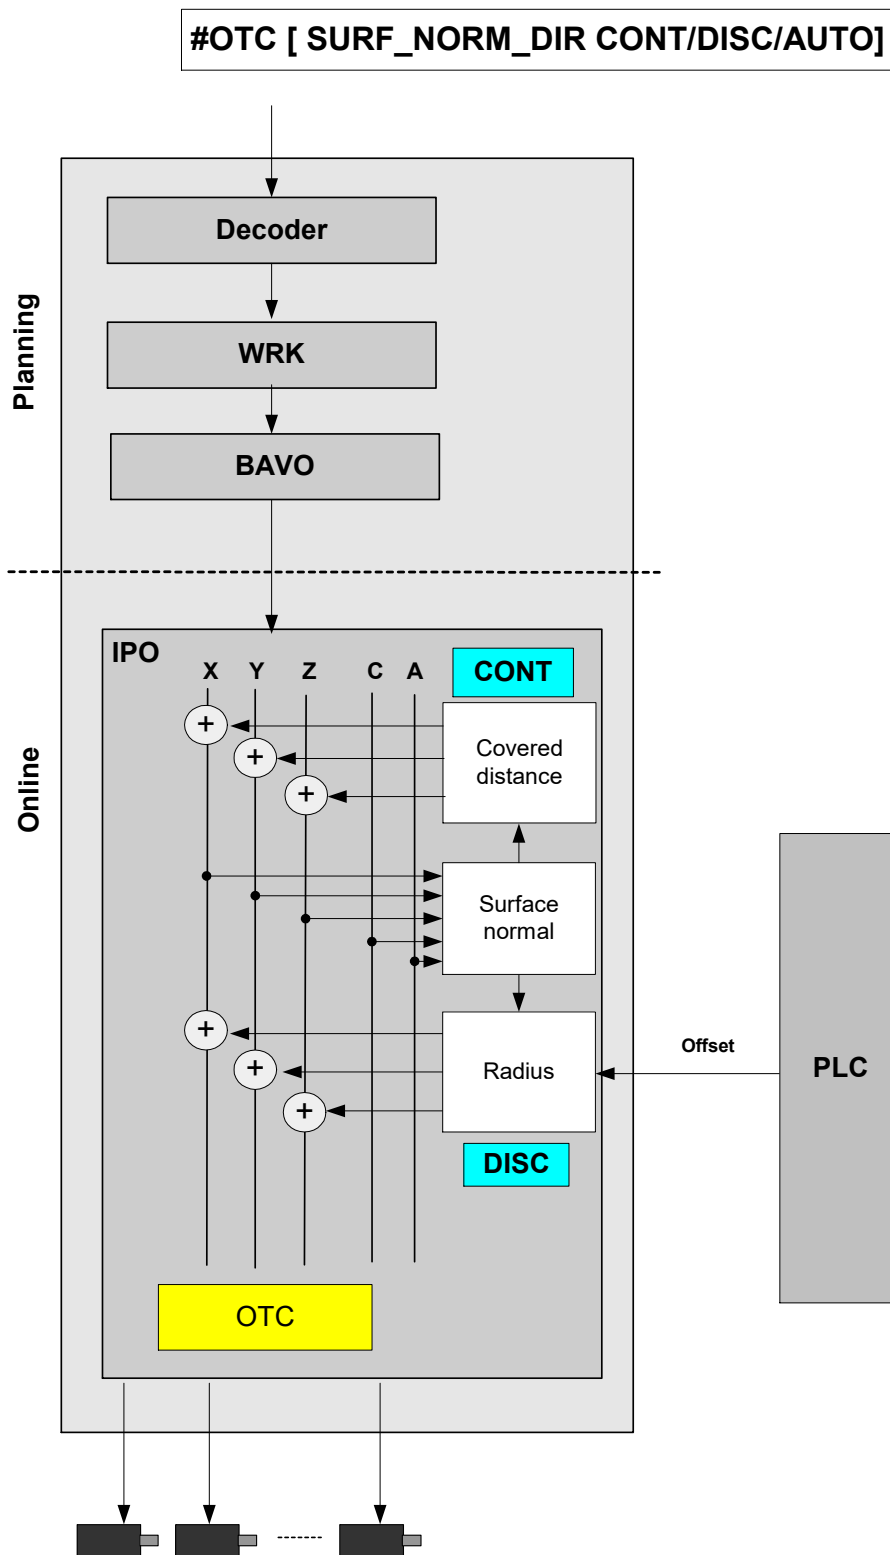 #OTC [ SURF_NORM_DIR CONT/DISC/AUTO]
Planning
Decoder
WRK
BAVO
Online
IPO
X Y Z C A
CONT
+
+
+
Covered
distance
Surface
normal
+
+
+
Radius
Offset
PLC
DISC
OTC